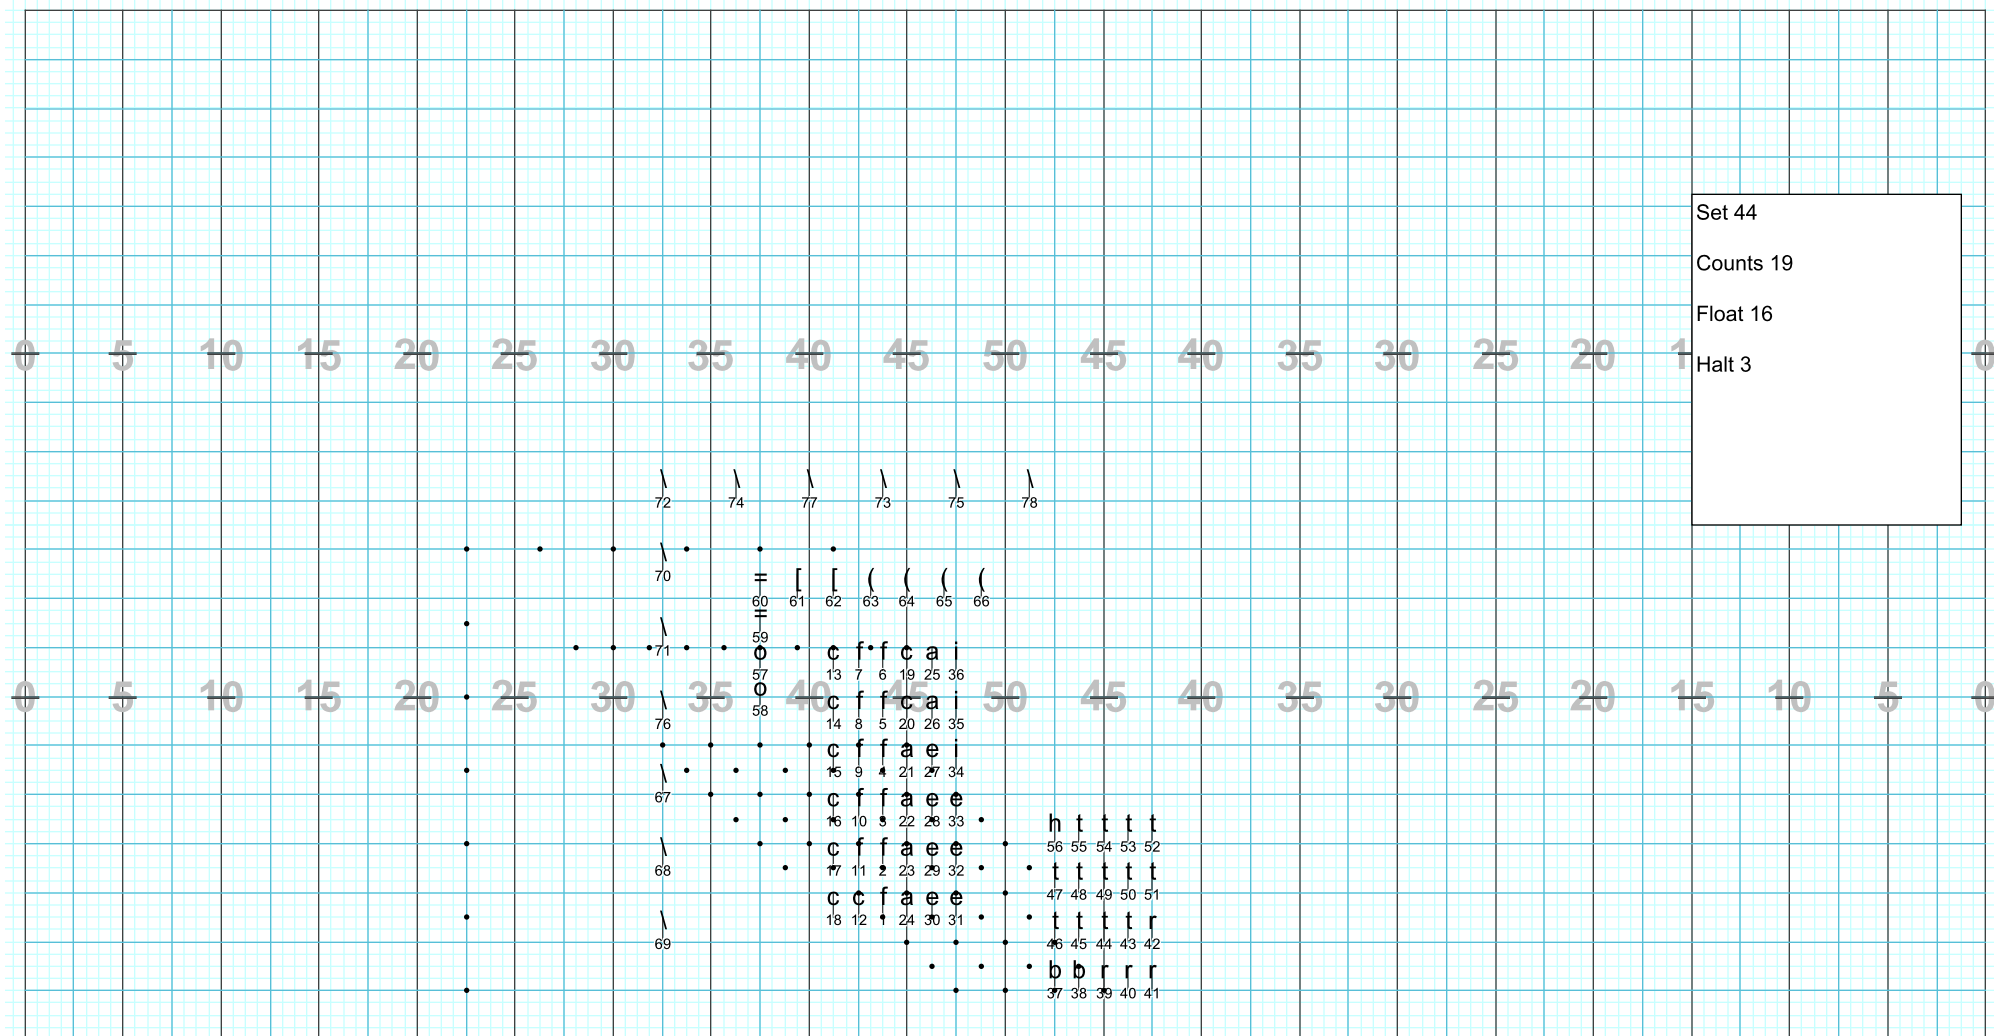 Set 44
Counts 19
Float 16
0 5 10 15 20 25 30 35 40 45 50 45 40 35 30 25 20 1 0
Halt 3
\ \ \ \ \ \
72 74 77 73 75 78
\
70
= [ [ ( ( ( (
60 61 62 63 64 65 66
=
59
\
71
o c f f c a i
57 13 7 6 19 25 36
o
58
0 5 10 15 20 25 30 35 40 45 50 45 40 35 30 25 20 15 10 5 0
\ c f f c a i
76 14 8 5 20 26 35
c f f a e i
15 9 4 21 27 34
\
67
c f f a e e
16 10 3 22 28 33
h t t t t
56 55 54 53 52
\ c f f a e e
68 17 11 2 23 29 32
t t t t t
47 48 49 50 51
c c f a e e
18 12 1 24 30 31
\ t t t t r
69 46 45 44 43 42
b b r r r
37 38 39 40 41